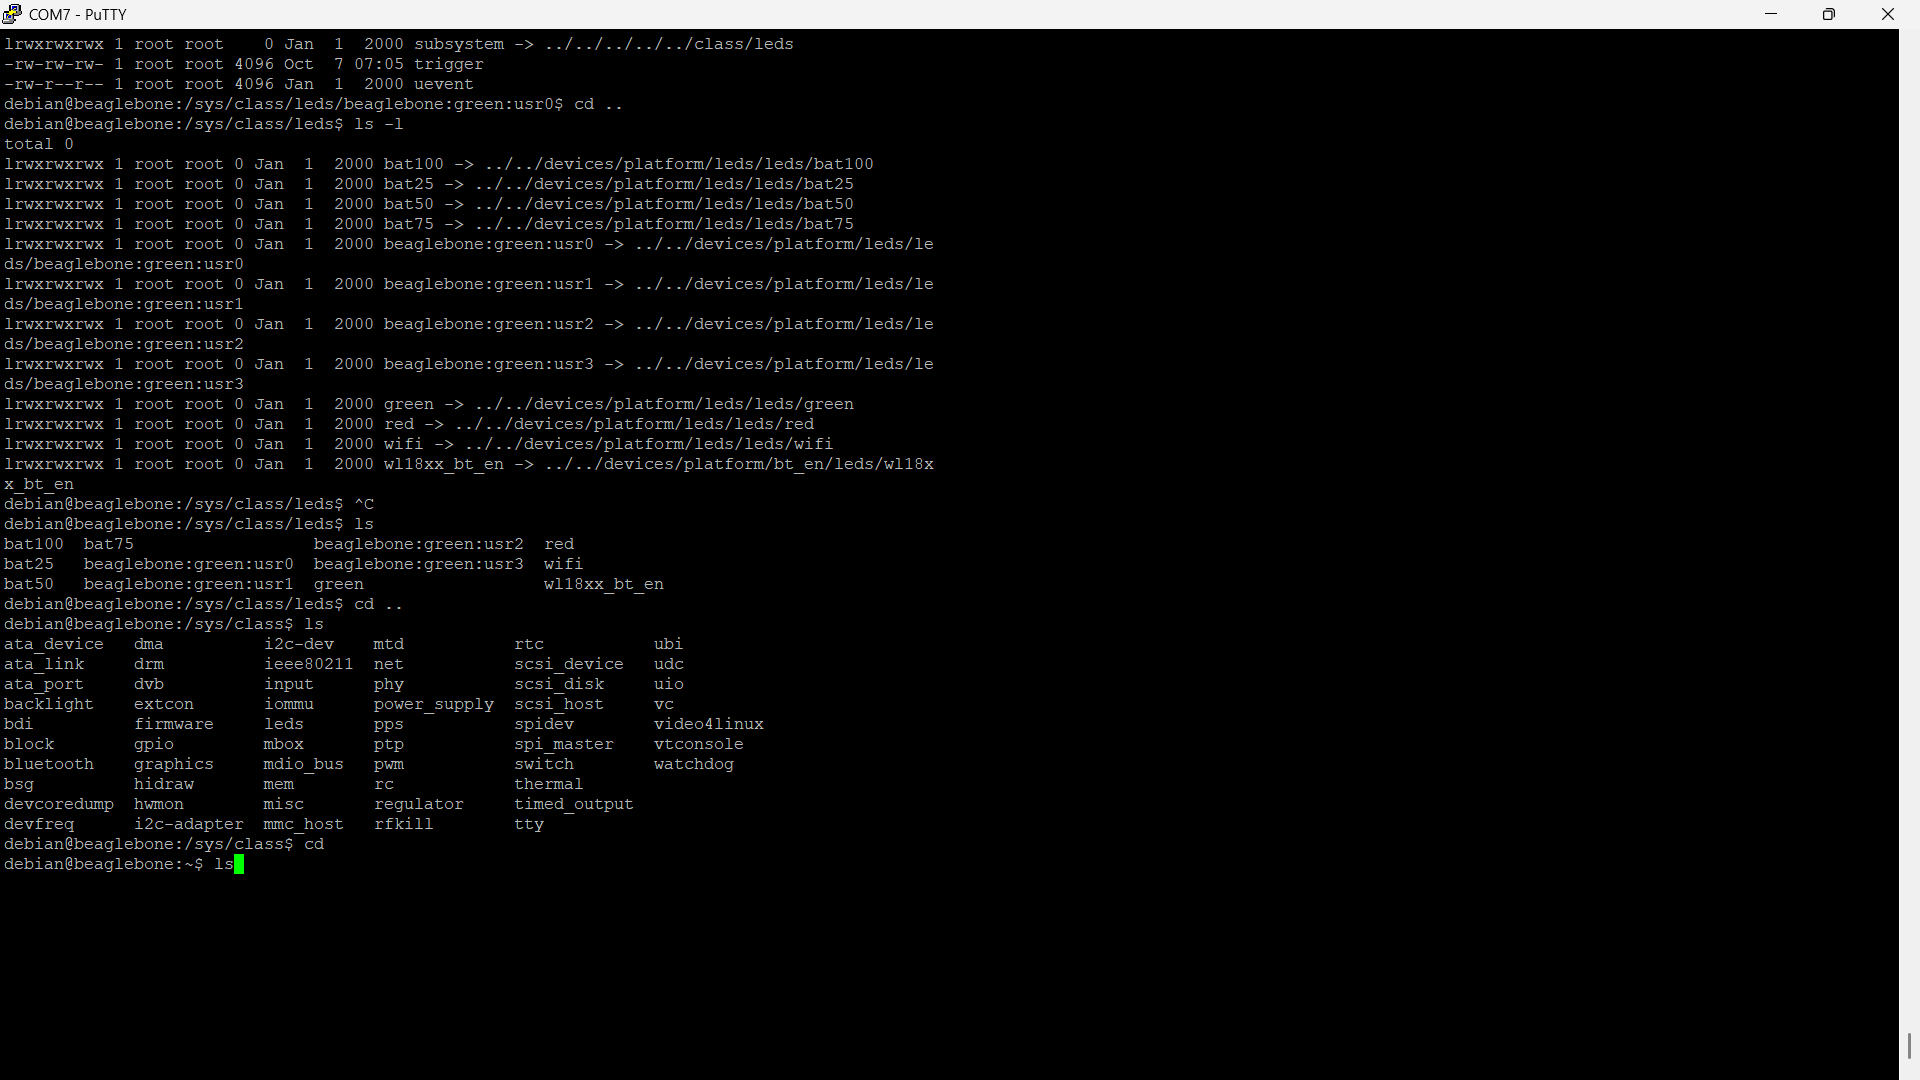 COM7 - PuTTY
lrwxrwxrwx 1 root root    0 Jan  1  2000 subsystem -> ../../../../../class/leds
-rw-rw-rw- 1 root root 4096 Oct  7 07:05 trigger
-rw-r--r-- 1 root root 4096 Jan  1  2000 uevent
debian@beaglebone:/sys/class/leds/beaglebone:green:usr0$ cd ..
debian@beaglebone:/sys/class/leds$ ls -l
total 0
lrwxrwxrwx 1 root root 0 Jan  1  2000 bat100 -> ../../devices/platform/leds/leds/bat100
lrwxrwxrwx 1 root root 0 Jan  1  2000 bat25 -> ../../devices/platform/leds/leds/bat25
lrwxrwxrwx 1 root root 0 Jan  1  2000 bat50 -> ../../devices/platform/leds/leds/bat50
lrwxrwxrwx 1 root root 0 Jan  1  2000 bat75 -> ../../devices/platform/leds/leds/bat75
lrwxrwxrwx 1 root root 0 Jan  1  2000 beaglebone:green:usr0 -> ../../devices/platform/leds/le
ds/beaglebone:green:usr0
lrwxrwxrwx 1 root root 0 Jan  1  2000 beaglebone:green:usr1 -> ../../devices/platform/leds/le
ds/beaglebone:green:usr1
lrwxrwxrwx 1 root root 0 Jan  1  2000 beaglebone:green:usr2 -> ../../devices/platform/leds/le
ds/beaglebone:green:usr2
lrwxrwxrwx 1 root root 0 Jan  1  2000 beaglebone:green:usr3 -> ../../devices/platform/leds/le
ds/beaglebone:green:usr3
lrwxrwxrwx 1 root root 0 Jan  1  2000 green -> ../../devices/platform/leds/leds/green
lrwxrwxrwx 1 root root 0 Jan  1  2000 red -> ../../devices/platform/leds/leds/red
lrwxrwxrwx 1 root root 0 Jan  1  2000 wifi -> ../../devices/platform/leds/leds/wifi
lrwxrwxrwx 1 root root 0 Jan  1  2000 wl18xx_bt_en -> ../../devices/platform/bt_en/leds/wl18x
x_bt_en
debian@beaglebone:/sys/class/leds$ ^C
debian@beaglebone:/sys/class/leds$ ls
bat100  bat75                  beaglebone:green:usr2  red
bat25   beaglebone:green:usr0  beaglebone:green:usr3  wifi
bat50   beaglebone:green:usr1  green                  wl18xx_bt_en
debian@beaglebone:/sys/class/leds$ cd ..
debian@beaglebone:/sys/class$ ls
ata_device   dma          i2c-dev    mtd           rtc           ubi
ata_link     drm          ieee80211  net           scsi_device   udc
ata_port     dvb          input      phy           scsi_disk     uio
backlight    extcon       iommu      power_supply  scsi_host     vc
bdi          firmware     leds       pps           spidev        video4linux
block        gpio         mbox       ptp           spi_master    vtconsole
bluetooth    graphics     mdio_bus   pwm           switch        watchdog
bsg          hidraw       mem        rc            thermal
devcoredump  hwmon        misc       regulator     timed_output
devfreq      i2c-adapter  mmc_host   rfkill        tty
debian@beaglebone:/sys/class$ cd
debian@beaglebone:~$ ls